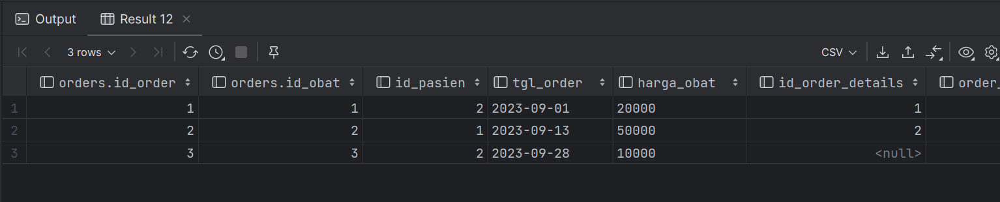 Output Result 12
3 rows CSV
orders.id_order orders.id_obat id_pasien tgl_order harga_obat id_order_details order_
1 1 1 2 2023-09-01 20000 1
2 2 2 1 2023-09-13 50000 2
3 3 3 2 2023-09-28 10000 <null>